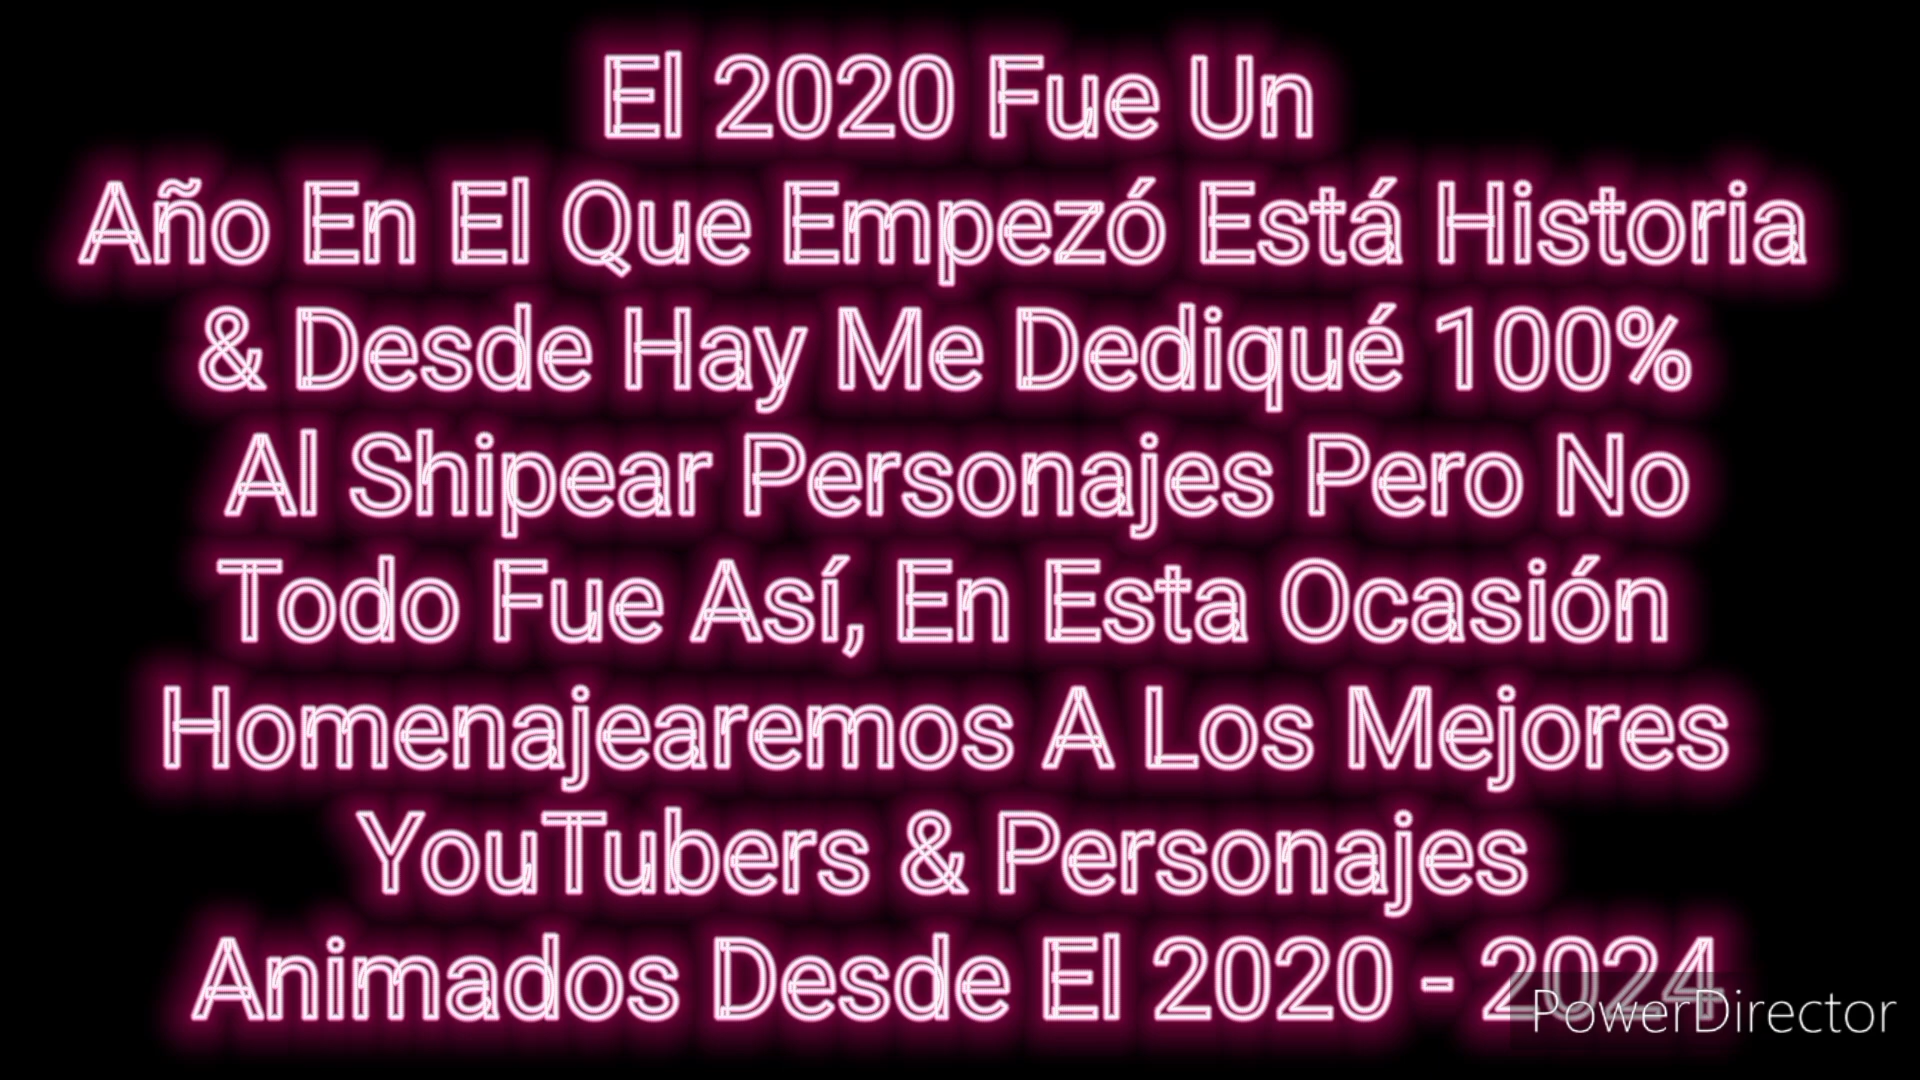 El 2020 Fue Un
Año En El Que Empezó Está Historia
& Desde Hay Me Dediqué 100%
Al Shipear Personajes Pero No
Todo Fue Así, En Esta Ocasión
Homenajearemos A Los Mejores
YouTubers & Personajes
Animados Desde El 2020 - 2024
PowerDirector